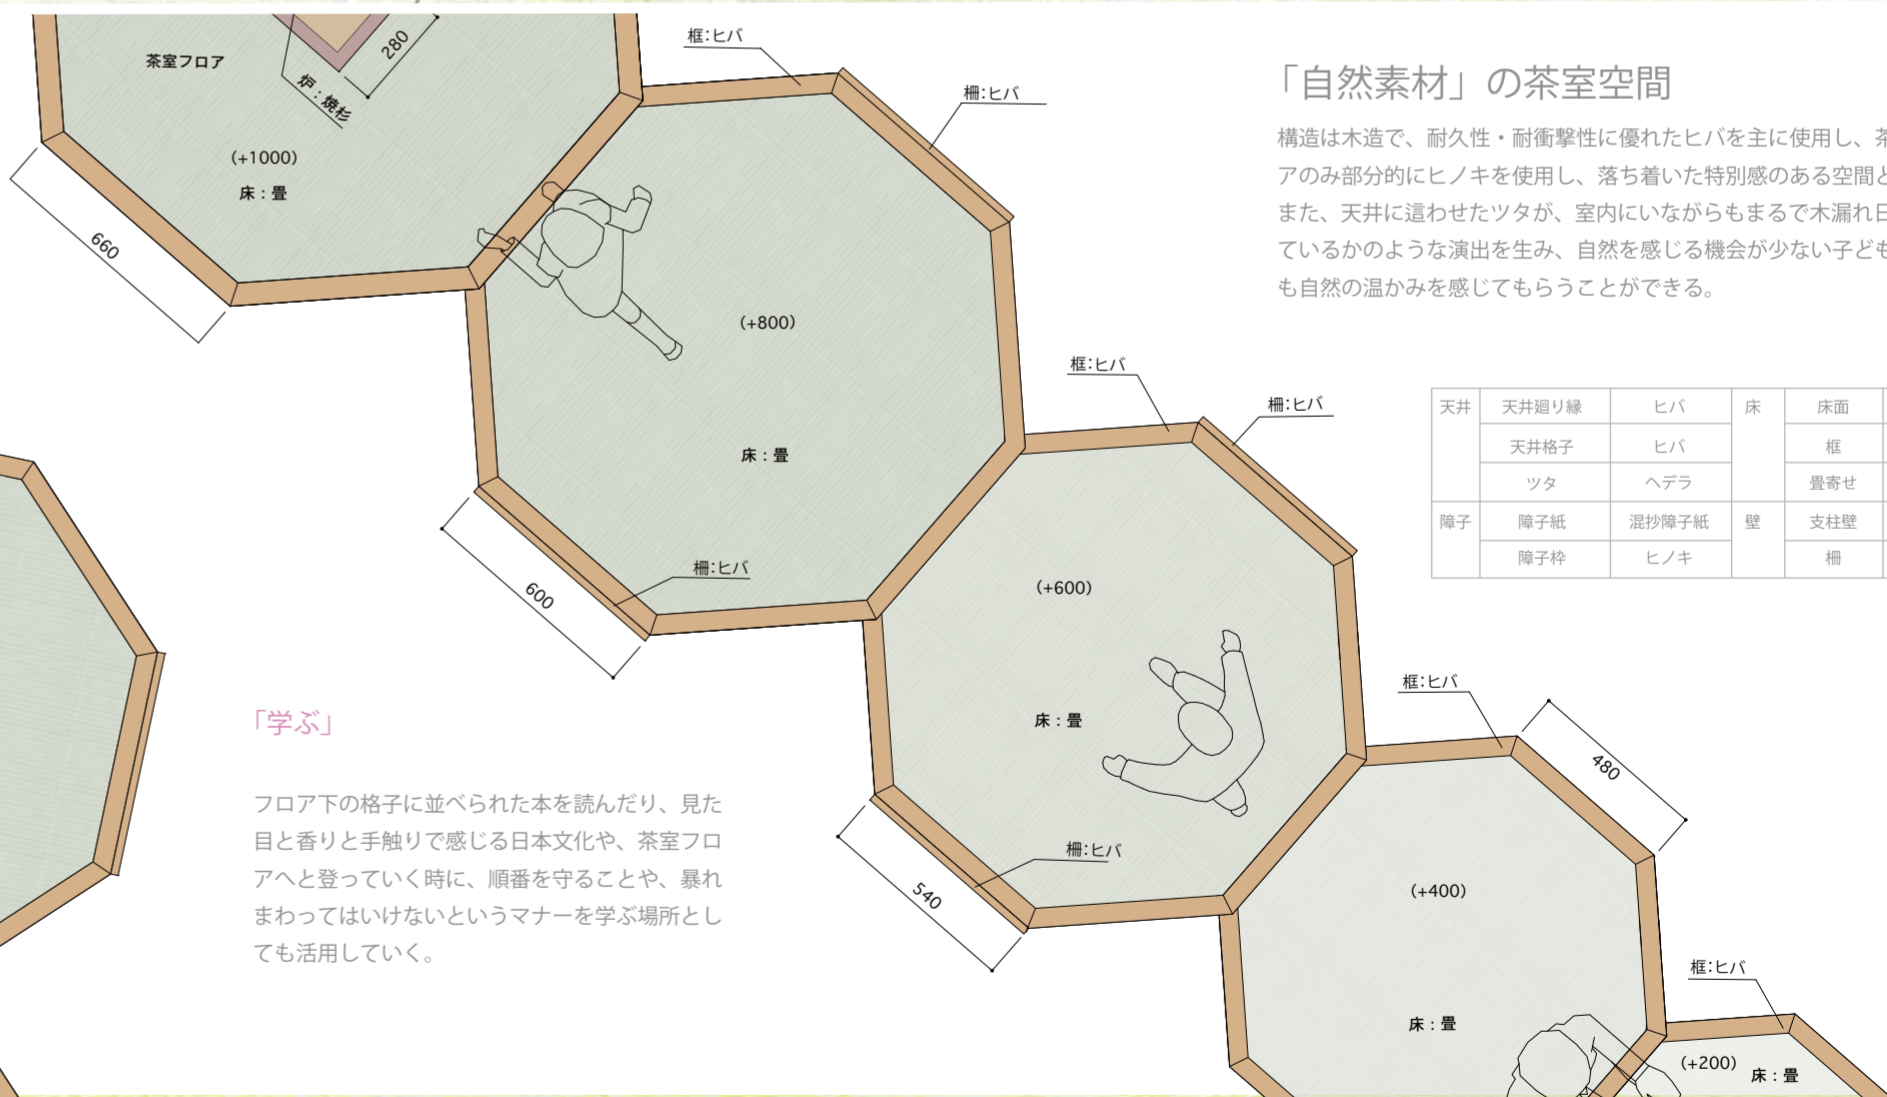 茶室フロア
炉：焼杉
280
(+1000)
床：畳
660
框：ヒバ
柵：ヒバ
(+800)
床：畳
柵：ヒバ
600
框：ヒバ
柵：ヒバ
(+600)
床：畳
柵：ヒバ
540
框：ヒバ
480
(+400)
床：畳
框：ヒバ
(+200)
床：畳
「自然素材」の茶室空間
構造は木造で、耐久性・耐衝撃性に優れたヒバを主に使用し、茶
アのみ部分的にヒノキを使用し、落ち着いた特別感のある空間と
また、天井に這わせたツタが、室内にいながらもまるで木漏れ日
ているかのような演出を生み、自然を感じる機会が少ない子ども
も自然の温かみを感じてもらうことができる。
天井 天井廻り縁 ヒバ 床 床面
天井格子 ヒバ 框
ツタ ヘデラ 畳寄せ
障子 障子紙 混抄障子紙 壁 支柱壁
障子枠 ヒノキ 柵
「学ぶ」
フロア下の格子に並べられた本を読んだり、見た
目と香りと手触りで感じる日本文化や、茶室フロ
アへと登っていく時に、順番を守ることや、暴れ
まわってはいけないというマナーを学ぶ場所とし
ても活用していく。